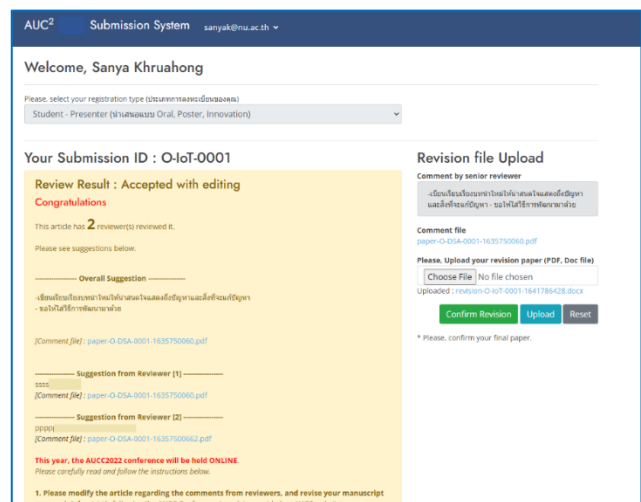 AUC² Submission System sanyak@nu.ac.th
Welcome, Sanya Khruahong
Please, select your registration type (ประเภทการลงทะเบียนของคุณ)
Student - Presenter (นำเสนอแบบ Oral, Poster, Innovation)
Your Submission ID : O-IoT-0001
Review Result : Accepted with editing
Congratulations
This article has 2 reviewer(s) reviewed it.
Please see suggestions below.
---------------- Overall Suggestion ----------------
-เขียนเรียบเรียงบทนำใหม่ให้น่าสนใจแสดงถึงปัญหาและสิ่งที่จะแก้ปัญหา
- ขอให้ใส่วิธีการพัฒนามาด้วย
[Comment file] : paper-O-DSA-0001-1635750060.pdf
---------------- Suggestion from Reviewer [1] ----------------
ssss
[Comment file] : paper-O-DSA-0001-1635750060.pdf
---------------- Suggestion from Reviewer [2] ----------------
pppp
[Comment file] : paper-O-DSA-0001-16357500662.pdf
This year, the AUCC2022 conference will be held ONLINE.
Please carefully read and follow the instructions below.
1. Please modify the article regarding the comments from reviewers, and revise your manuscript
Revision file Upload
Comment by senior reviewer
-เขียนเรียบเรียงบทนำใหม่ให้น่าสนใจแสดงถึงปัญหา
และสิ่งที่จะแก้ปัญหา - ขอให้ใส่วิธีการพัฒนามาด้วย
Comment file
paper-O-DSA-0001-1635750060.pdf
Please, Upload your revision paper (PDF, Doc file)
Choose File No file chosen
Uploaded : revision-O-IoT-0001-1641786428.docx
Confirm Revision Upload Reset
* Please, confirm your final paper.